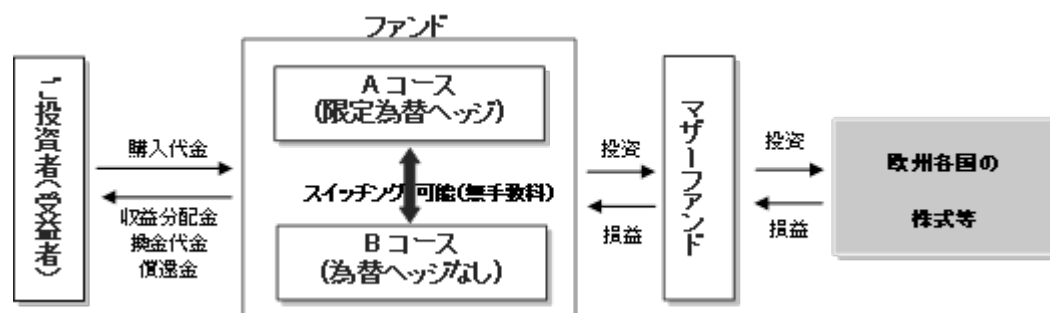 ファンド
ご投資者(受益者)
購入代金
収益分配金
換金代金
償還金
Aコース
(限定為替ヘッジ)
スイッチング可能(無手数料)
Bコース
(為替ヘッジなし)
投資
損益
マザーファンド
投資
損益
欧州各国の
株式等